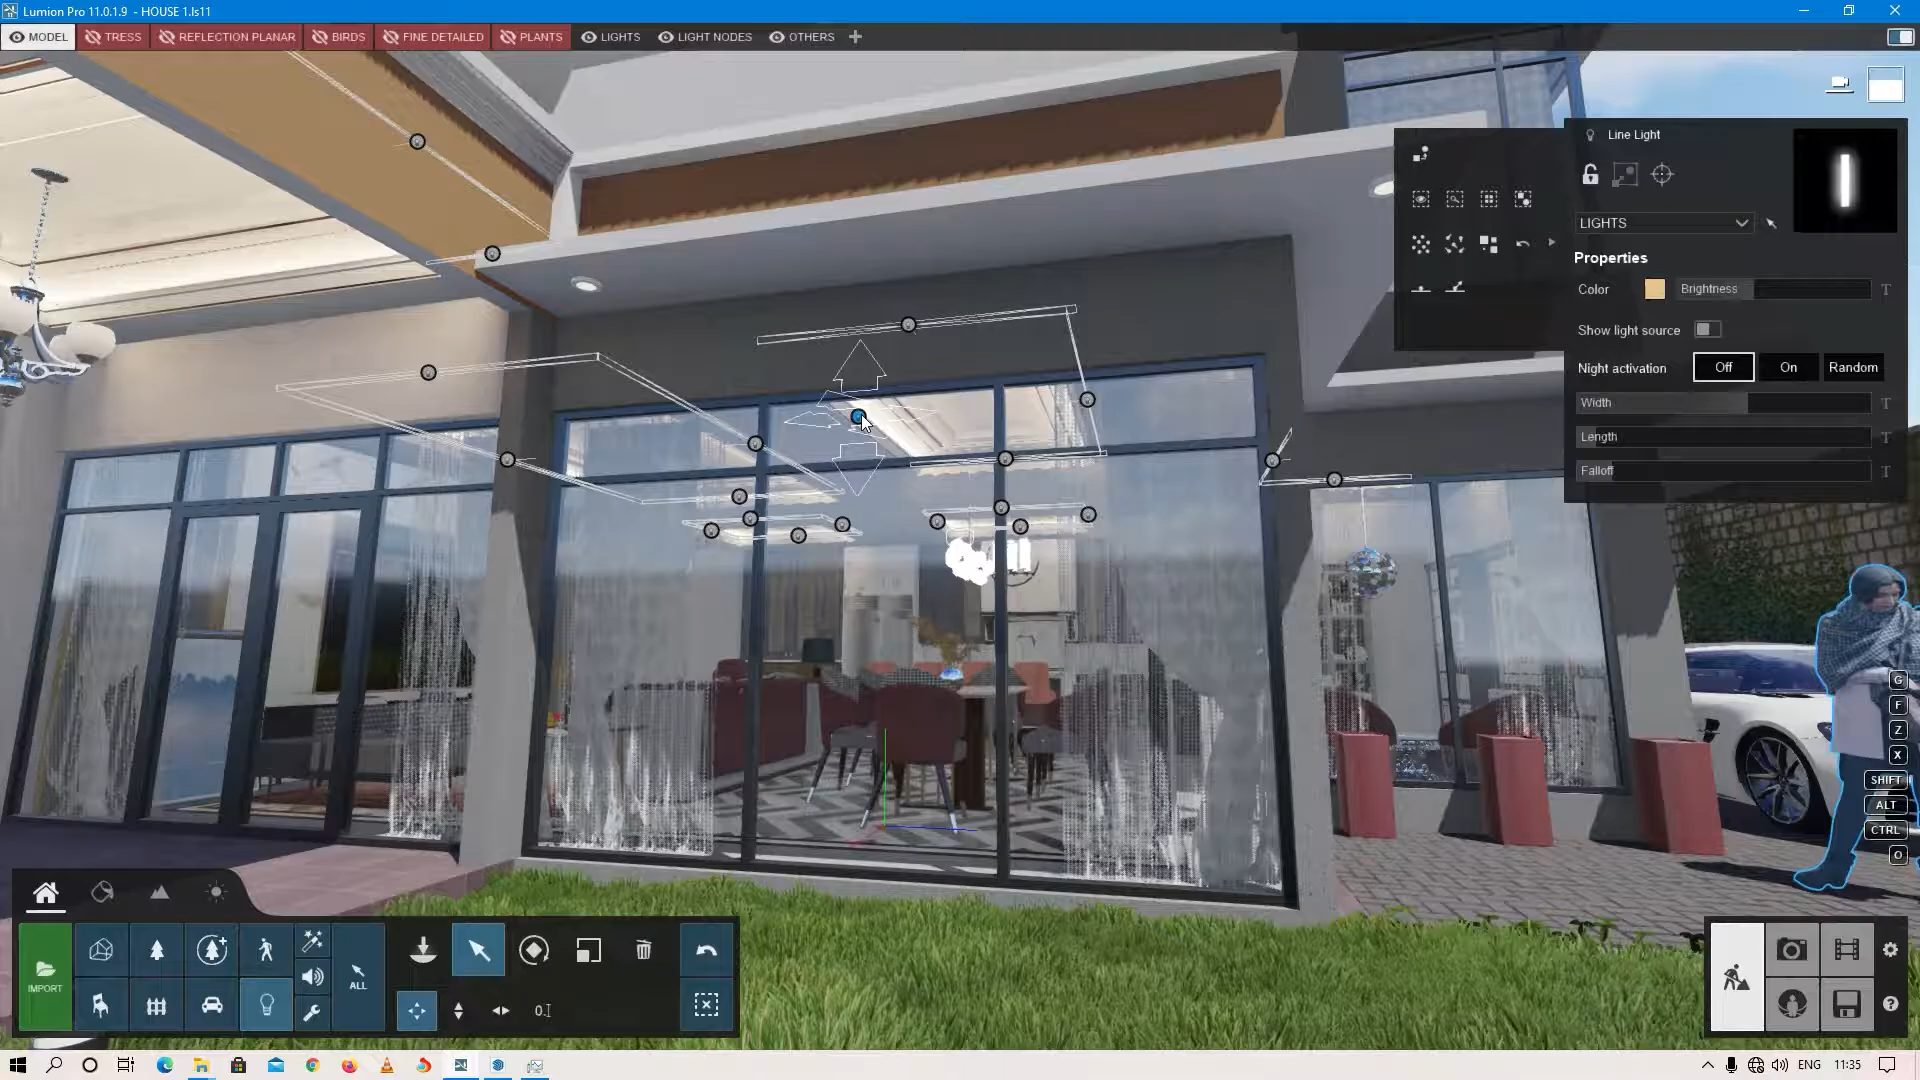 Lumion Pro 11.0.1.9 - HOUSE 1.ls11
MODEL TRESS REFLECTION PLANAR BIRDS FINE DETAILED PLANTS LIGHTS LIGHT NODES OTHERS
Line Light
LIGHTS
Properties
Color Brightness T
Show light source
Night activation Off On Random
Width T
Length T
Falloff T
G
F
Z
X
SHIFT
ALT
CTRL
O
IMPORT
ALL
ENG 11:35